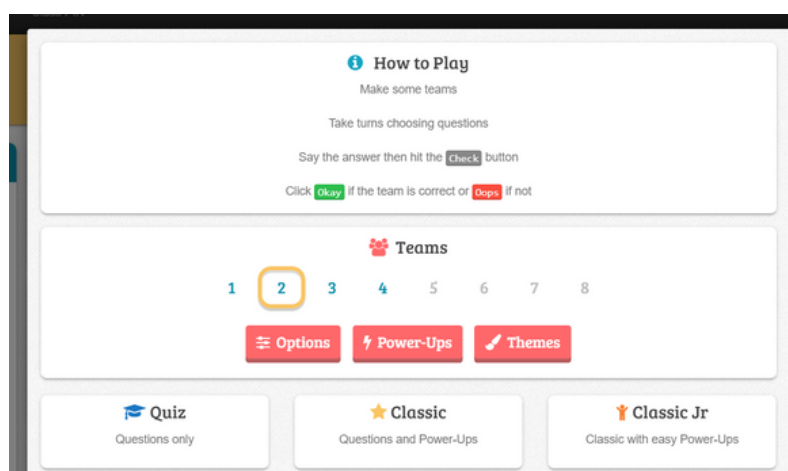 How to Play
Make some teams
Take turns choosing questions
Say the answer then hit the Check button
Click Okay if the team is correct or Oops if not
Teams
1 2 3 4 5 6 7 8
Options Power-Ups Themes
Quiz Classic Classic Jr
Questions only Questions and Power-Ups Classic with easy Power-Ups